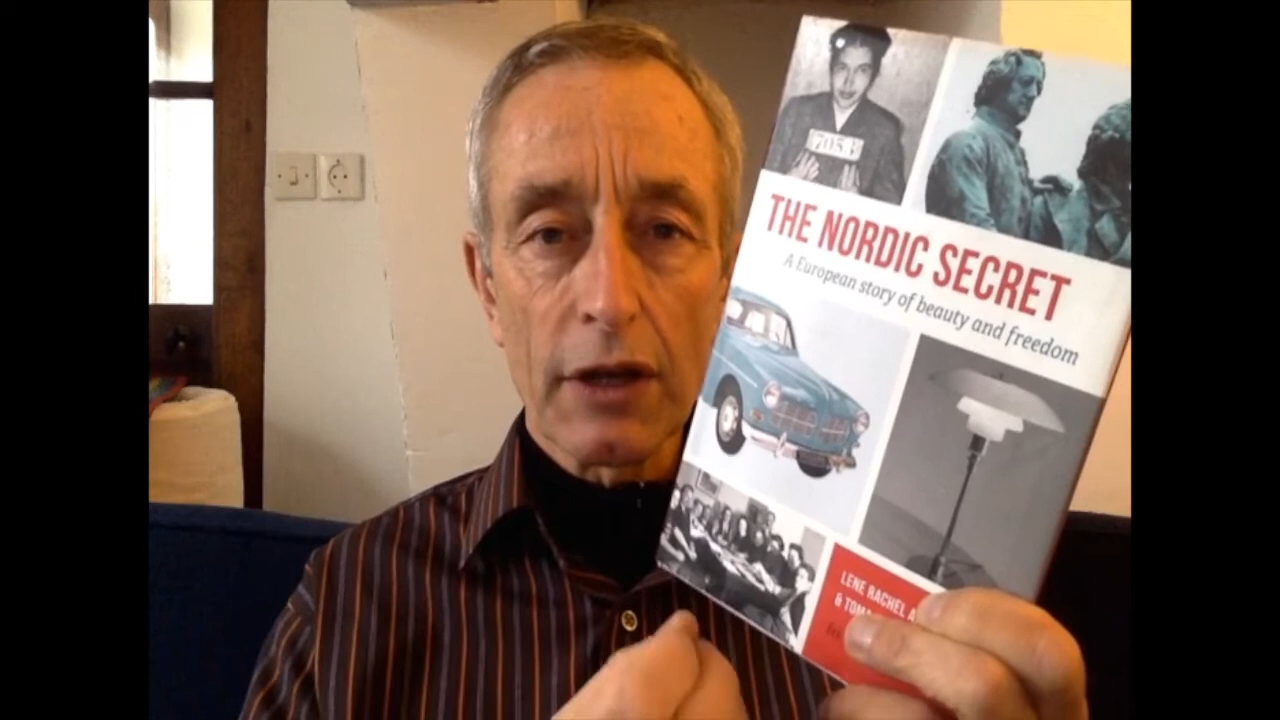 7053
THE NORDIC SECRET
A European story of beauty and freedom
LENE RACHEL
& TOM